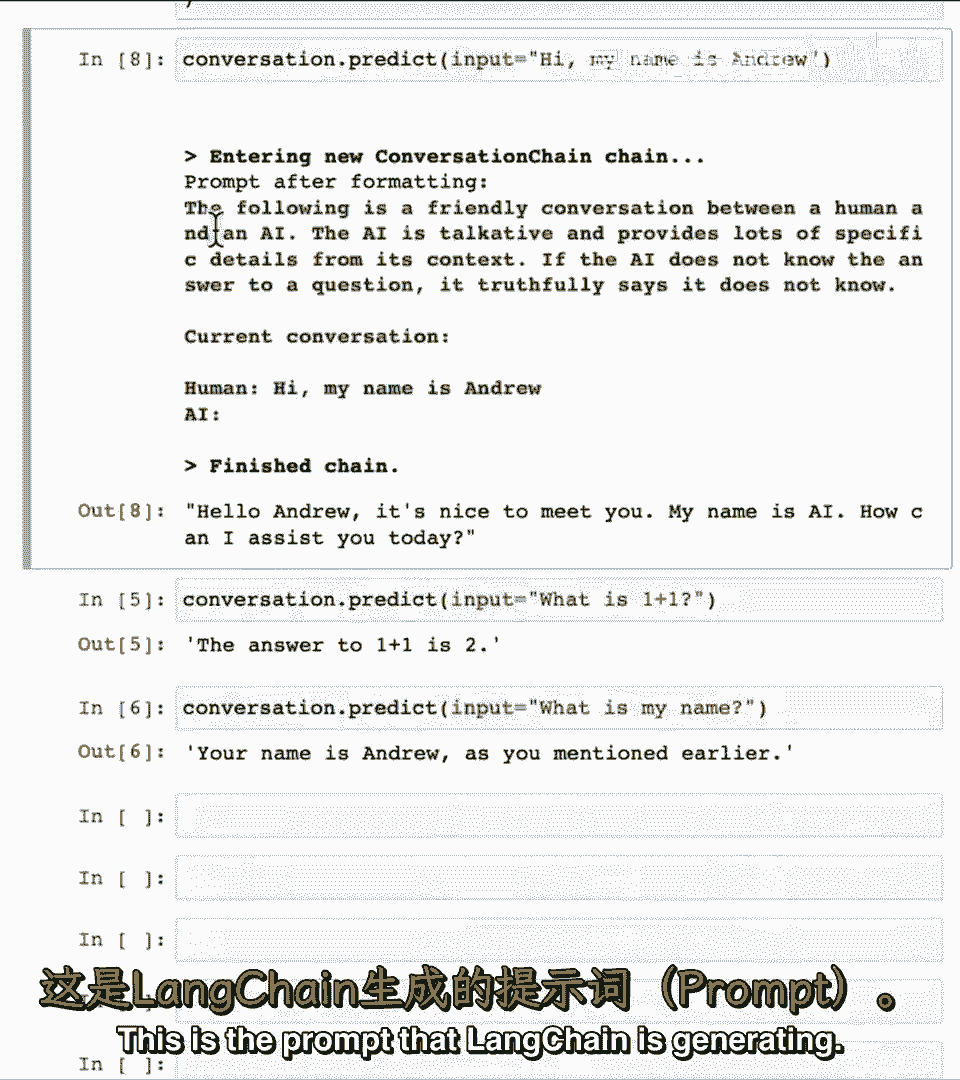 In [8]: conversation.predict(input="Hi, my name is Andrew")
> Entering new ConversationChain chain...
Prompt after formatting:
The following is a friendly conversation between a human a
nd an AI. The AI is talkative and provides lots of specifi
c details from its context. If the AI does not know the an
swer to a question, it truthfully says it does not know.
Current conversation:
Human: Hi, my name is Andrew
AI:
> Finished chain.
Out[8]: "Hello Andrew, it's nice to meet you. My name is AI. How c
an I assist you today?"
In [5]: conversation.predict(input="What is 1+1?")
Out[5]: 'The answer to 1+1 is 2.'
In [6]: conversation.predict(input="What is my name?")
Out[6]: 'Your name is Andrew, as you mentioned earlier.'
In [ ]:
In [ ]:
In [ ]:
这是LangChain生成的提示词（Prompt）。
This is the prompt that LangChain is generating.
In [ ]: